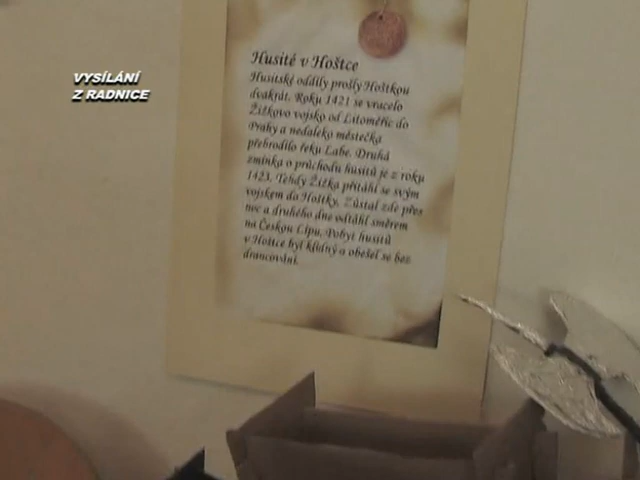 VYSÍLÁNÍ
Z RADNICE
Husité v Hoštce
Husitské oddíly prošly Hoštkou
dvakrát. Roku 1421 se vracelo
Žižkovo vojsko od Litoměřic do
Prahy a nedaleko městečka
přebrodilo řeku Labe. Druhá
zmínka o průchodu husitů je z roku
1423. Tehdy Žižka přitáhl se svým
vojskem do Hoštky. Zůstal zde přes
noc a druhého dne odtáhl směrem
na Českou Lípu. Pobyt husitů
v Hoštce byl klidný o obešel se bez
drancování.